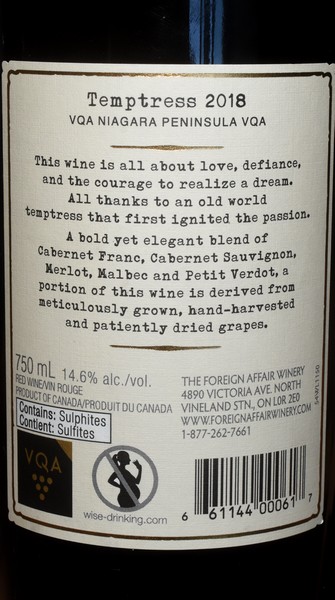 Temptress 2018
VQA NIAGARA PENINSULA VQA
This wine is all about love, defiance,
and the courage to realize a dream.
All thanks to an old world
temptress that first ignited the passion.
A bold yet elegant blend of
Cabernet Franc, Cabernet Sauvignon,
Merlot, Malbec and Petit Verdot, a
portion of this wine is derived from
meticulously grown, hand-harvested
and patiently dried grapes.
750 mL 14.6% alc./vol.
RED WINE/VIN ROUGE
PRODUCT OF CANADA/PRODUIT DU CANADA
Contains: Sulphites
Contient: Sulfites
VQA
wise-drinking.com
THE FOREIGN AFFAIR WINERY
4890 VICTORIA AVE. NORTH
VINELAND STN., ON L0R 2E0
WWW.FOREIGNAFFAIRWINERY.COM
1-877-262-7661
6 61144 00061 7